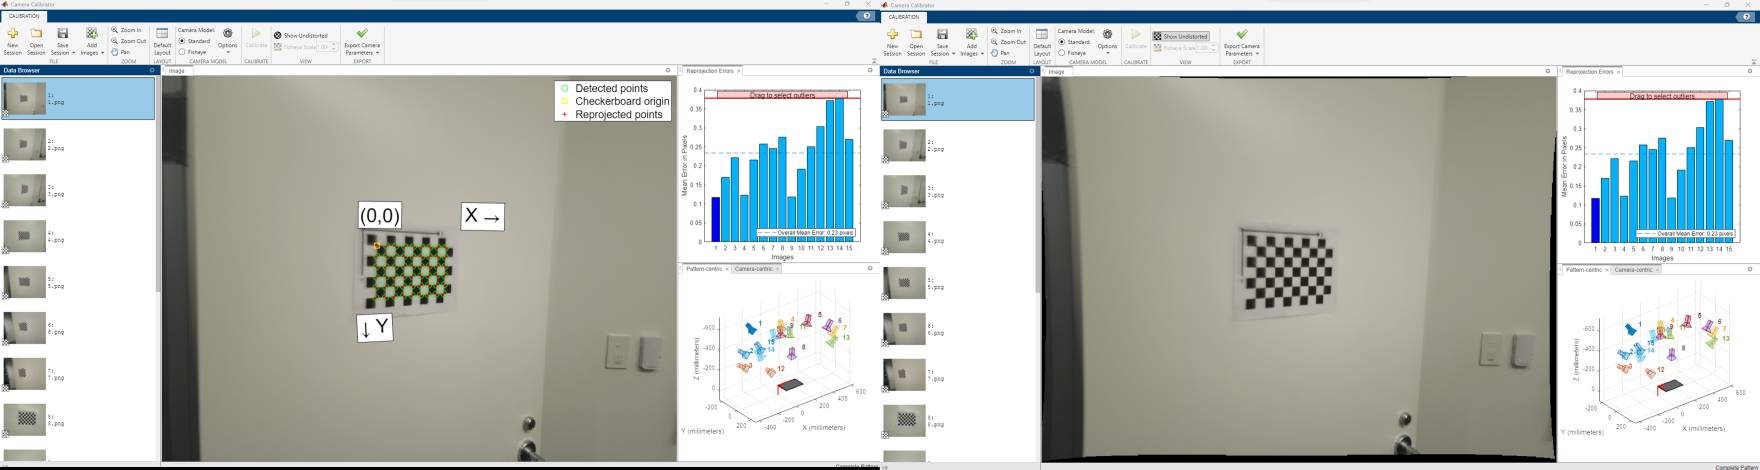 Camera Calibrator
CALIBRATION
New Session
Open Session
Save Session
Add Images
Zoom In
Zoom Out
Pan
Default Layout
Camera Model:
Standard
Fisheye
Options
Calibrate
Show Undistorted
Fisheye Scale 1.00
Export Camera Parameters
FILE
ZOOM
LAYOUT
CAMERA MODEL
CALIBRATE
VIEW
EXPORT
Data Browser
1:
1.png
2:
2.png
3:
3.png
4:
4.png
5:
5.png
6:
6.png
7:
7.png
8:
8.png
Image
Detected points
Checkerboard origin
Reprojected points
(0,0)
X →
↓ Y
Reprojection Errors
Drag to select outliers
0.4
0.35
0.3
0.25
0.2
0.15
0.1
0.05
0
Mean Error in Pixels
Overall Mean Error: 0.23 pixels
1 2 3 4 5 6 7 8 9 10 11 12 13 14 15
Images
Pattern-centric
Camera-centric
-600
-400
-200
0
Z (millimeters)
-200
0
200
Y (millimeters)
-400
-200
0
200
400
600
X (millimeters)
Complete Pattern
Camera Calibrator
CALIBRATION
New Session
Open Session
Save Session
Add Images
Zoom In
Zoom Out
Pan
Default Layout
Camera Model:
Standard
Fisheye
Options
Calibrate
Show Undistorted
Fisheye Scale 1.00
Export Camera Parameters
FILE
ZOOM
LAYOUT
CAMERA MODEL
CALIBRATE
VIEW
EXPORT
Data Browser
1:
1.png
2:
2.png
3:
3.png
4:
4.png
5:
5.png
6:
6.png
7:
7.png
8:
8.png
Image
Reprojection Errors
Drag to select outliers
0.4
0.35
0.3
0.25
0.2
0.15
0.1
0.05
0
Mean Error in Pixels
Overall Mean Error: 0.23 pixels
1 2 3 4 5 6 7 8 9 10 11 12 13 14 15
Images
Pattern-centric
Camera-centric
-600
-400
-200
0
Z (millimeters)
-200
0
200
Y (millimeters)
-400
-200
0
200
400
600
X (millimeters)
Complete Pattern